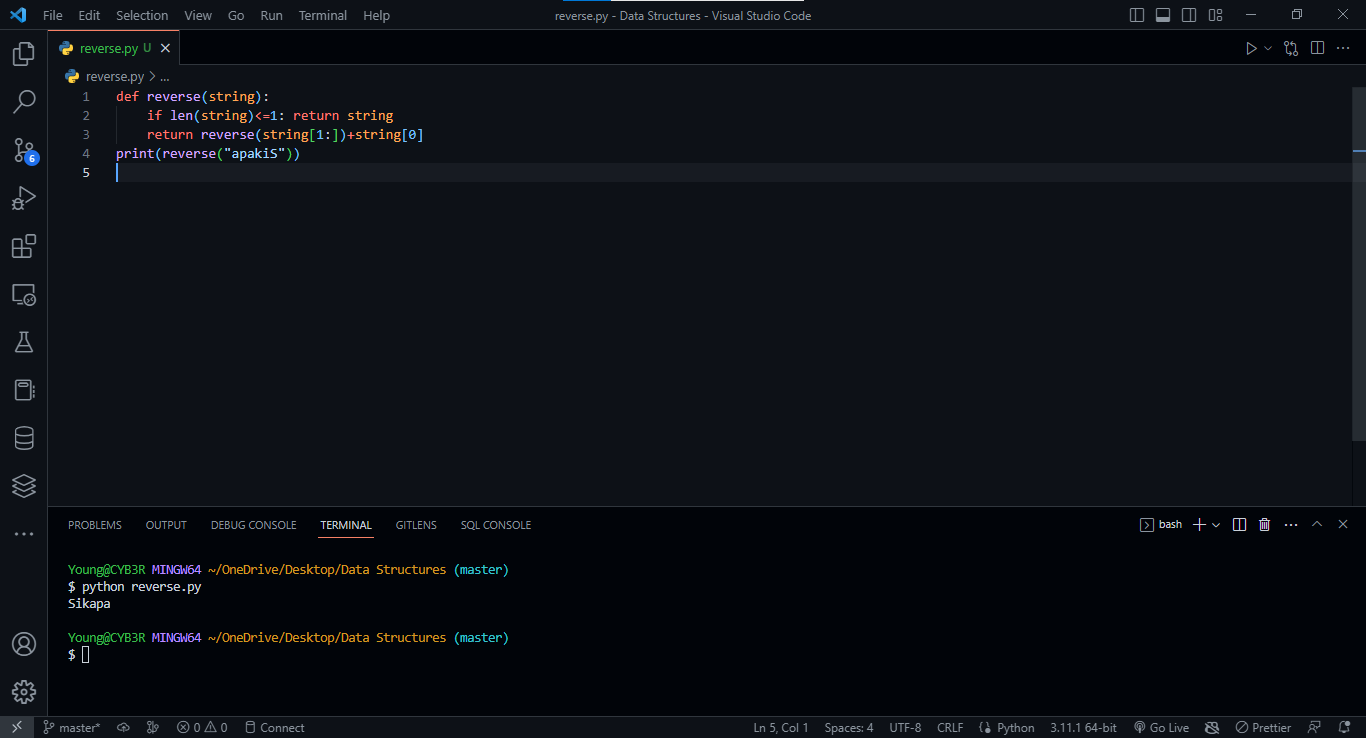 File Edit Selection View Go Run Terminal Help
reverse.py - Data Structures - Visual Studio Code
reverse.py U
reverse.py > ...
1 def reverse(string):
2 if len(string)<=1: return string
3 return reverse(string[1:])+string[0]
4 print(reverse("apakiS"))
5
6
PROBLEMS OUTPUT DEBUG CONSOLE TERMINAL GITLENS SQL CONSOLE
bash
Young@CYB3R MINGW64 ~/OneDrive/Desktop/Data Structures (master)
$ python reverse.py
Sikapa
Young@CYB3R MINGW64 ~/OneDrive/Desktop/Data Structures (master)
$
master* 0 0 Connect
Ln 5, Col 1 Spaces: 4 UTF-8 CRLF Python 3.11.1 64-bit Go Live Prettier